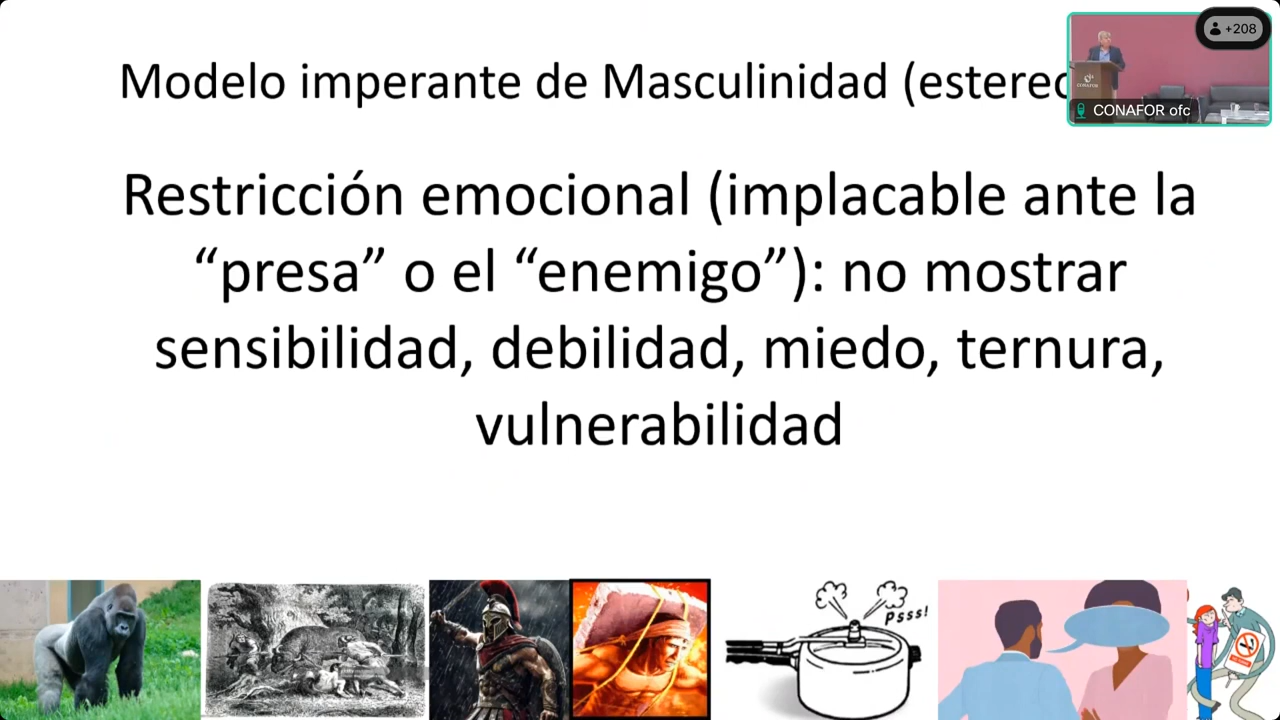 Modelo imperante de Masculinidad (estereo
+208
CONAFOR
CONAFOR ofc
Restricción emocional (implacable ante la
“presa” o el “enemigo”): no mostrar
sensibilidad, debilidad, miedo, ternura,
vulnerabilidad
Psss!